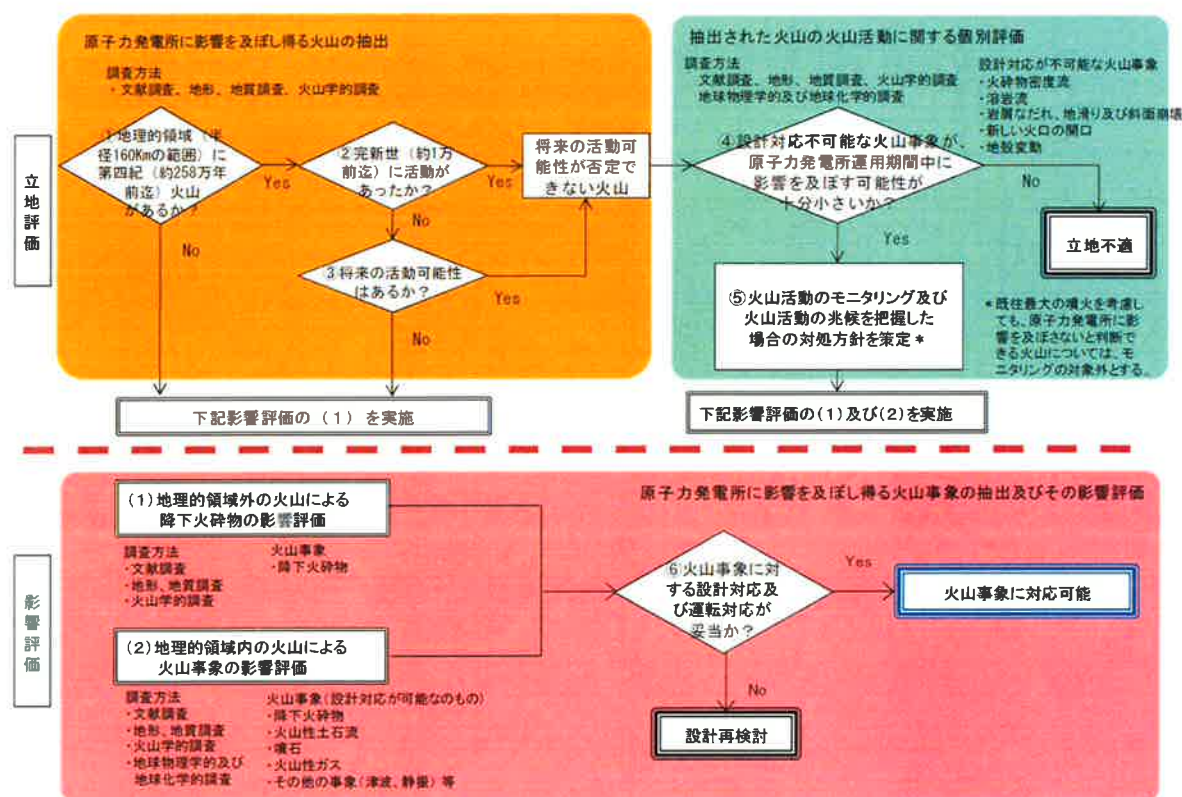 立地評価
原子力発電所に影響を及ぼし得る火山の抽出
調査方法
・文献調査、地形、地質調査、火山学的調査
①地理的領域(半
径160Kmの範囲)に
第四紀(約258万年
前迄)火山
があるか?
Yes
No
②完新世(約1万
前迄)に活動が
あったか?
Yes
No
③将来の活動可能性
はあるか?
Yes
No
将来の活動可
能性が否定で
きない火山
下記影響評価の(1)を実施
抽出された火山の火山活動に関する個別評価
調査方法
文献調査、地形、地質調査、火山学的調査
地球物理学的及び地球化学的調査
設計対応が不可能な火山事象
・火砕物密度流
・溶岩流
・岩屑なだれ、地滑り及び斜面崩壊
・新しい火口の開口
・地殻変動
④設計対応不可能な火山事象が、
原子力発電所運用期間中に
影響を及ぼす可能性が
十分小さいか?
No
Yes
立地不適
⑤火山活動のモニタリング及び
火山活動の兆候を把握した
場合の対処方針を策定*
*既往最大の噴火を考慮し
ても、原子力発電所に影
響を及ぼさないと判断で
きる火山については、モ
ニタリングの対象外とする。
下記影響評価の(1)及び(2)を実施
影響評価
原子力発電所に影響を及ぼし得る火山事象の抽出及びその影響評価
(1)地理的領域外の火山による
降下火砕物の影響評価
調査方法
・文献調査
・地形、地質調査
・火山学的調査
火山事象
・降下火砕物
(2)地理的領域内の火山による
火山事象の影響評価
調査方法
・文献調査
・地形、地質調査
・火山学的調査
・地球物理学的及び
地球化学的調査
火山事象(設計対応が可能なのもの)
・降下火砕物
・火山性土石流
・噴石
・火山性ガス
・その他の事象(津波、静振)等
⑥火山事象に対
する設計対応及
び運転対応が
妥当か?
Yes
No
火山事象に対応可能
設計再検討